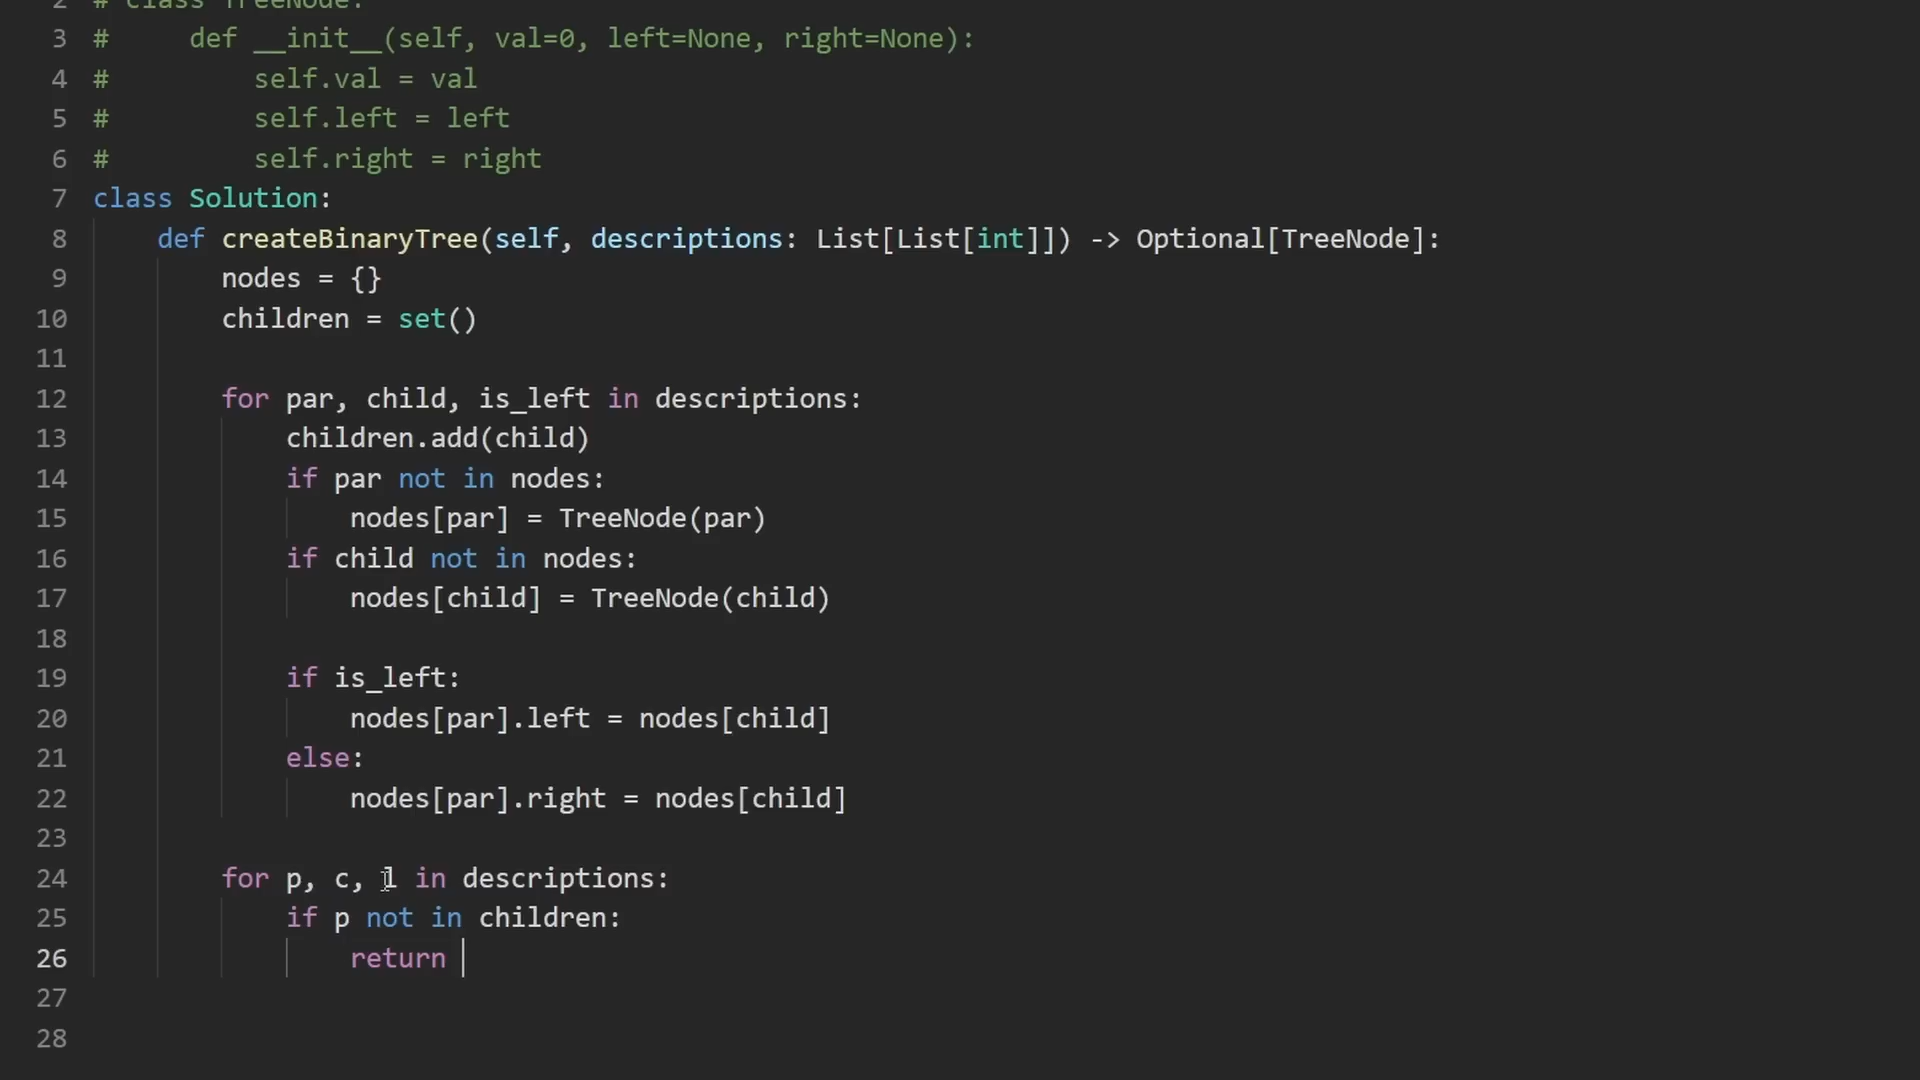 2 # class TreeNode:
3 #     def __init__(self, val=0, left=None, right=None):
4 #         self.val = val
5 #         self.left = left
6 #         self.right = right
7 class Solution:
8     def createBinaryTree(self, descriptions: List[List[int]]) -> Optional[TreeNode]:
9         nodes = {}
10         children = set()
11
12         for par, child, is_left in descriptions:
13             children.add(child)
14             if par not in nodes:
15                 nodes[par] = TreeNode(par)
16             if child not in nodes:
17                 nodes[child] = TreeNode(child)
18
19             if is_left:
20                 nodes[par].left = nodes[child]
21             else:
22                 nodes[par].right = nodes[child]
23
24         for p, c, l in descriptions:
25             if p not in children:
26                 return
27
28